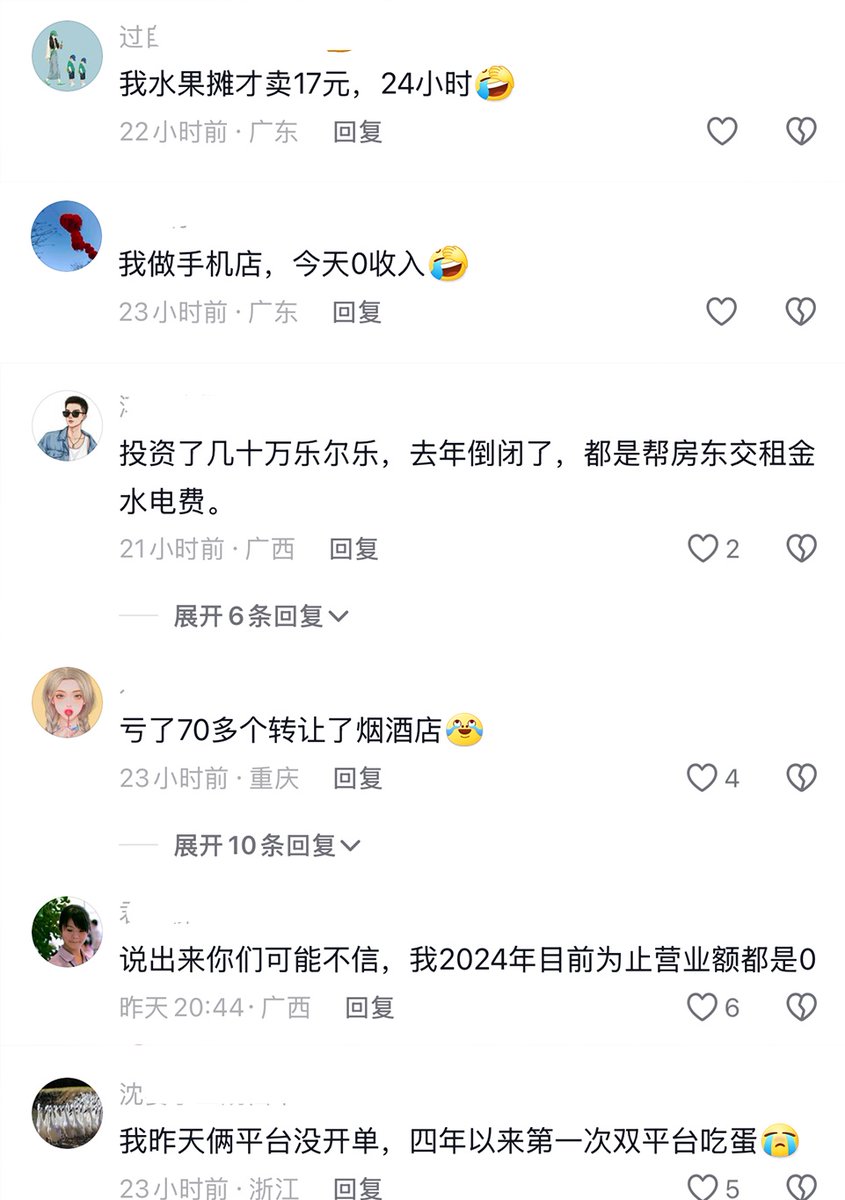 我水果摊才卖17元，24小时🤣
22小时前·广东 回复
我做手机店，今天0收入🤣
23小时前·广东 回复
投资了几十万乐尔乐，去年倒闭了，都是帮房东交租金
水电费。
21小时前·广西 回复 2
展开6条回复
亏了70多个转让了烟酒店😂
23小时前·重庆 回复 4
展开10条回复
说出来你们可能不信，我2024年目前为止营业额都是0
昨天20:44·广西 回复 6
沈
我昨天俩平台没开单，四年以来第一次双平台吃蛋😭
23小时前·浙江 回复 5